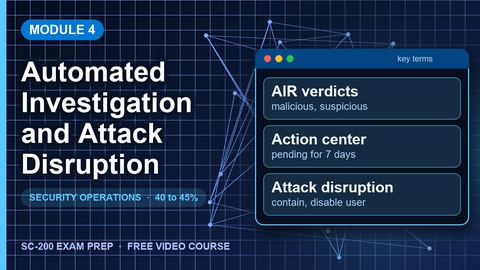 MODULE 4
Automated
Investigation
and Attack
Disruption
SECURITY OPERATIONS · 40 to 45%
SC-200 EXAM PREP · FREE VIDEO COURSE
key terms
AIR verdicts
malicious, suspicious
Action center
pending for 7 days
Attack disruption
contain, disable user